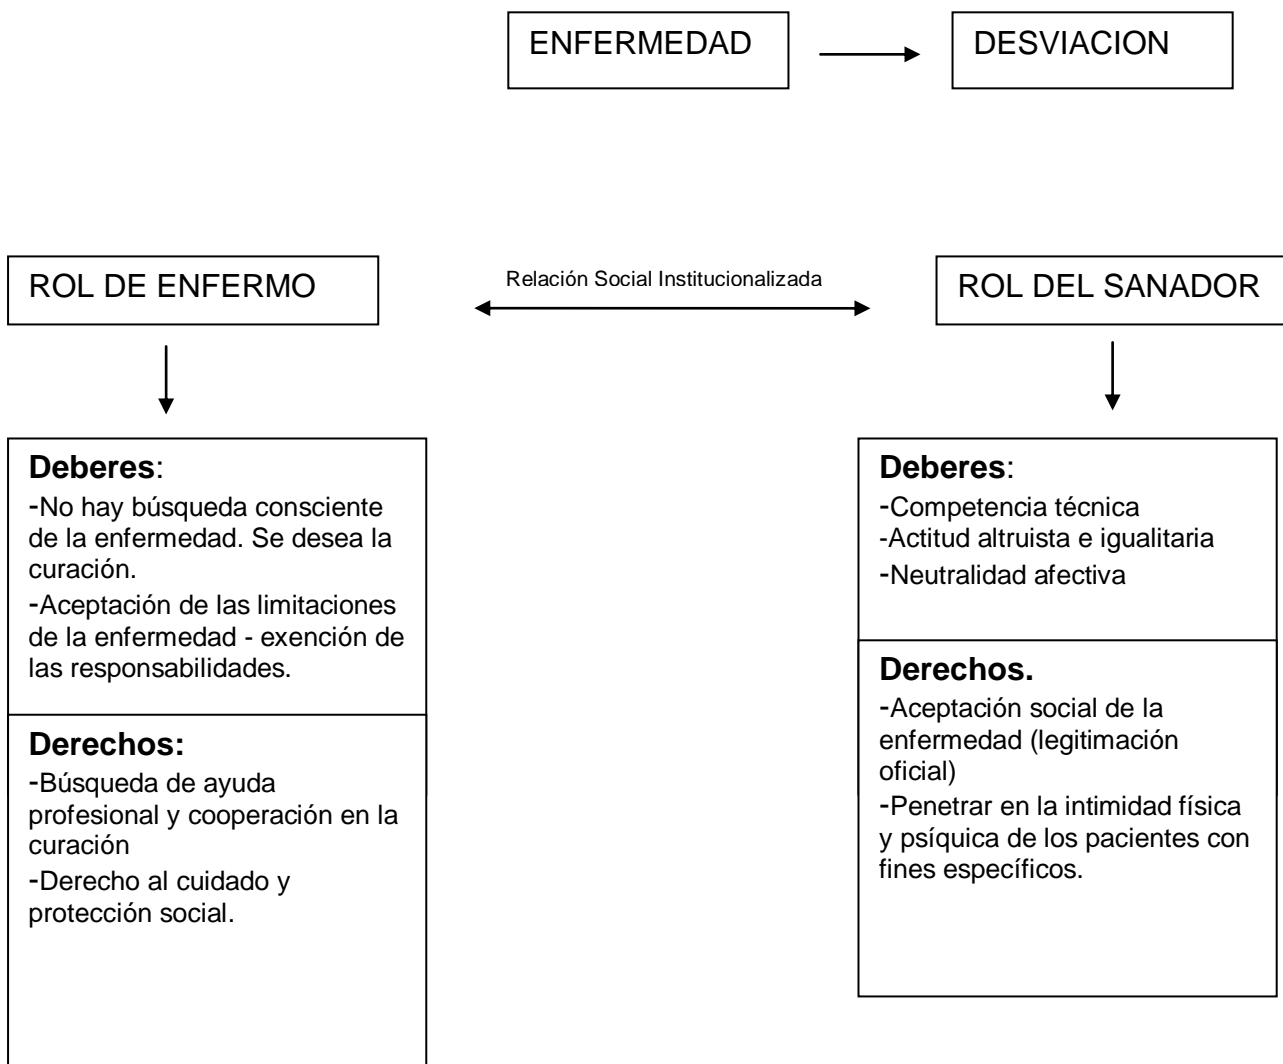 ENFERMEDAD
DESVIACION
ROL DE ENFERMO
Relación Social Institucionalizada
ROL DEL SANADOR
Deberes:
-No hay búsqueda consciente
de la enfermedad. Se desea la
curación.
-Aceptación de las limitaciones
de la enfermedad - exención de
las responsabilidades.
Derechos:
-Búsqueda de ayuda
profesional y cooperación en la
curación
-Derecho al cuidado y
protección social.
Deberes:
-Competencia técnica
-Actitud altruista e igualitaria
-Neutralidad afectiva
Derechos.
-Aceptación social de la
enfermedad (legitimación
oficial)
-Penetrar en la intimidad física
y psíquica de los pacientes con
fines específicos.